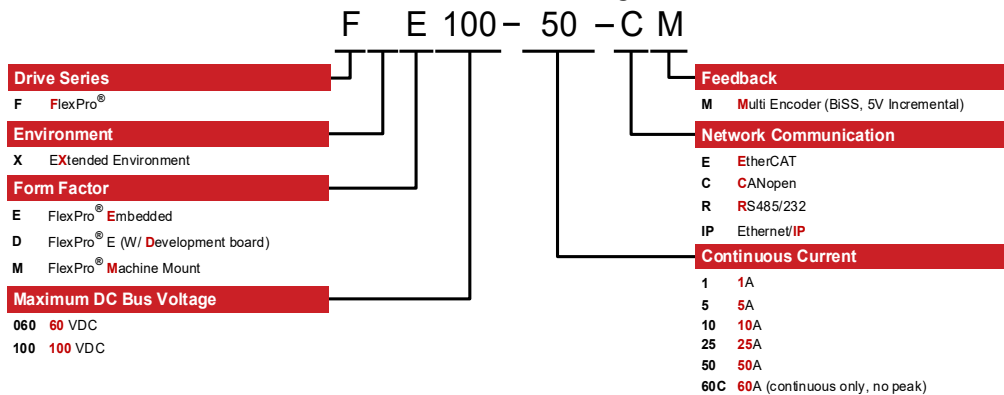 F E 100 – 50 – C M
Drive Series
F FlexPro®
Environment
X EXtended Environment
Form Factor
E FlexPro® Embedded
D FlexPro® E (W/ Development board)
M FlexPro® Machine Mount
Maximum DC Bus Voltage
060 60 VDC
100 100 VDC
Feedback
M Multi Encoder (BiSS, 5V Incremental)
Network Communication
E EtherCAT
C CANopen
R RS485/232
IP Ethernet/IP
Continuous Current
1 1A
5 5A
10 10A
25 25A
50 50A
60C 60A (continuous only, no peak)